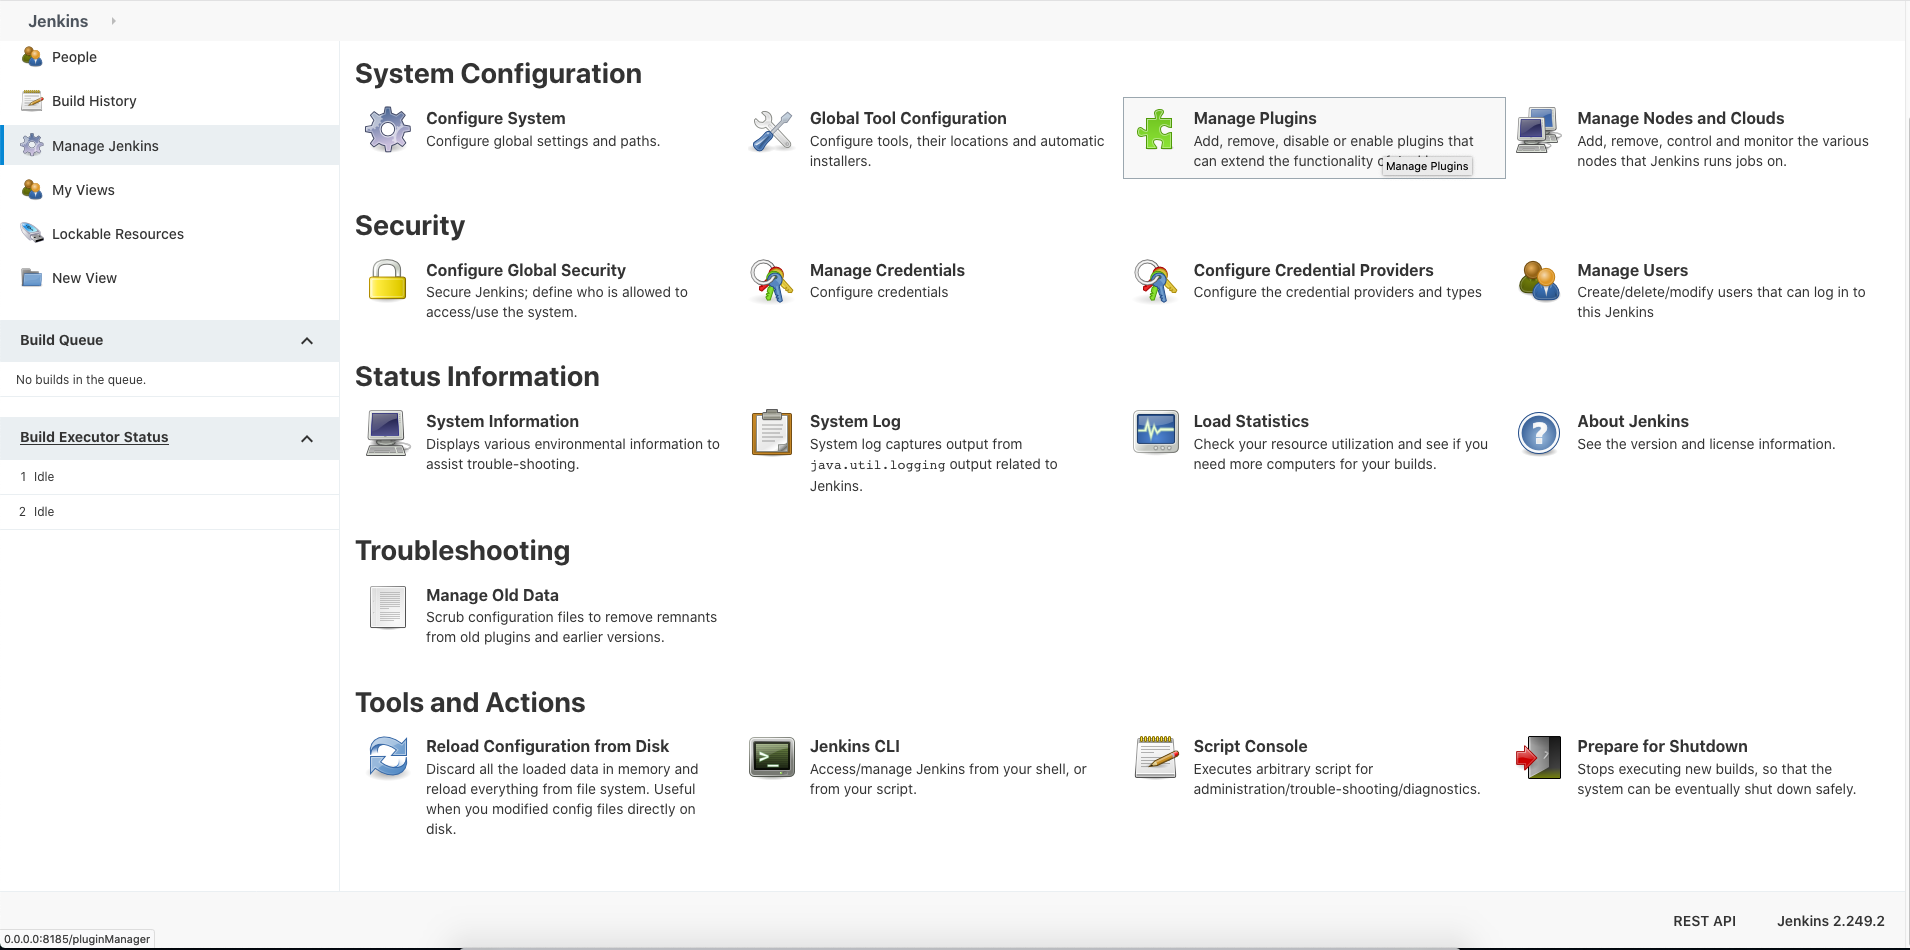 Jenkins
People
Build History
Manage Jenkins
My Views
Lockable Resources
New View
Build Queue
No builds in the queue.
Build Executor Status
1 Idle
2 Idle
System Configuration
Configure System
Configure global settings and paths.
Global Tool Configuration
Configure tools, their locations and automatic
installers.
Manage Plugins
Add, remove, disable or enable plugins that
can extend the functionality
Manage Plugins
Manage Nodes and Clouds
Add, remove, control and monitor the various
nodes that Jenkins runs jobs on.
Security
Configure Global Security
Secure Jenkins; define who is allowed to
access/use the system.
Manage Credentials
Configure credentials
Configure Credential Providers
Configure the credential providers and types
Manage Users
Create/delete/modify users that can log in to
this Jenkins
Status Information
System Information
Displays various environmental information to
assist trouble-shooting.
System Log
System log captures output from
java.util.logging output related to
Jenkins.
Load Statistics
Check your resource utilization and see if you
need more computers for your builds.
About Jenkins
See the version and license information.
Troubleshooting
Manage Old Data
Scrub configuration files to remove remnants
from old plugins and earlier versions.
Tools and Actions
Reload Configuration from Disk
Discard all the loaded data in memory and
reload everything from file system. Useful
when you modified config files directly on
disk.
Jenkins CLI
Access/manage Jenkins from your shell, or
from your script.
Script Console
Executes arbitrary script for
administration/trouble-shooting/diagnostics.
Prepare for Shutdown
Stops executing new builds, so that the
system can be eventually shut down safely.
REST API
Jenkins 2.249.2
0.0.0.0:8185/pluginManager